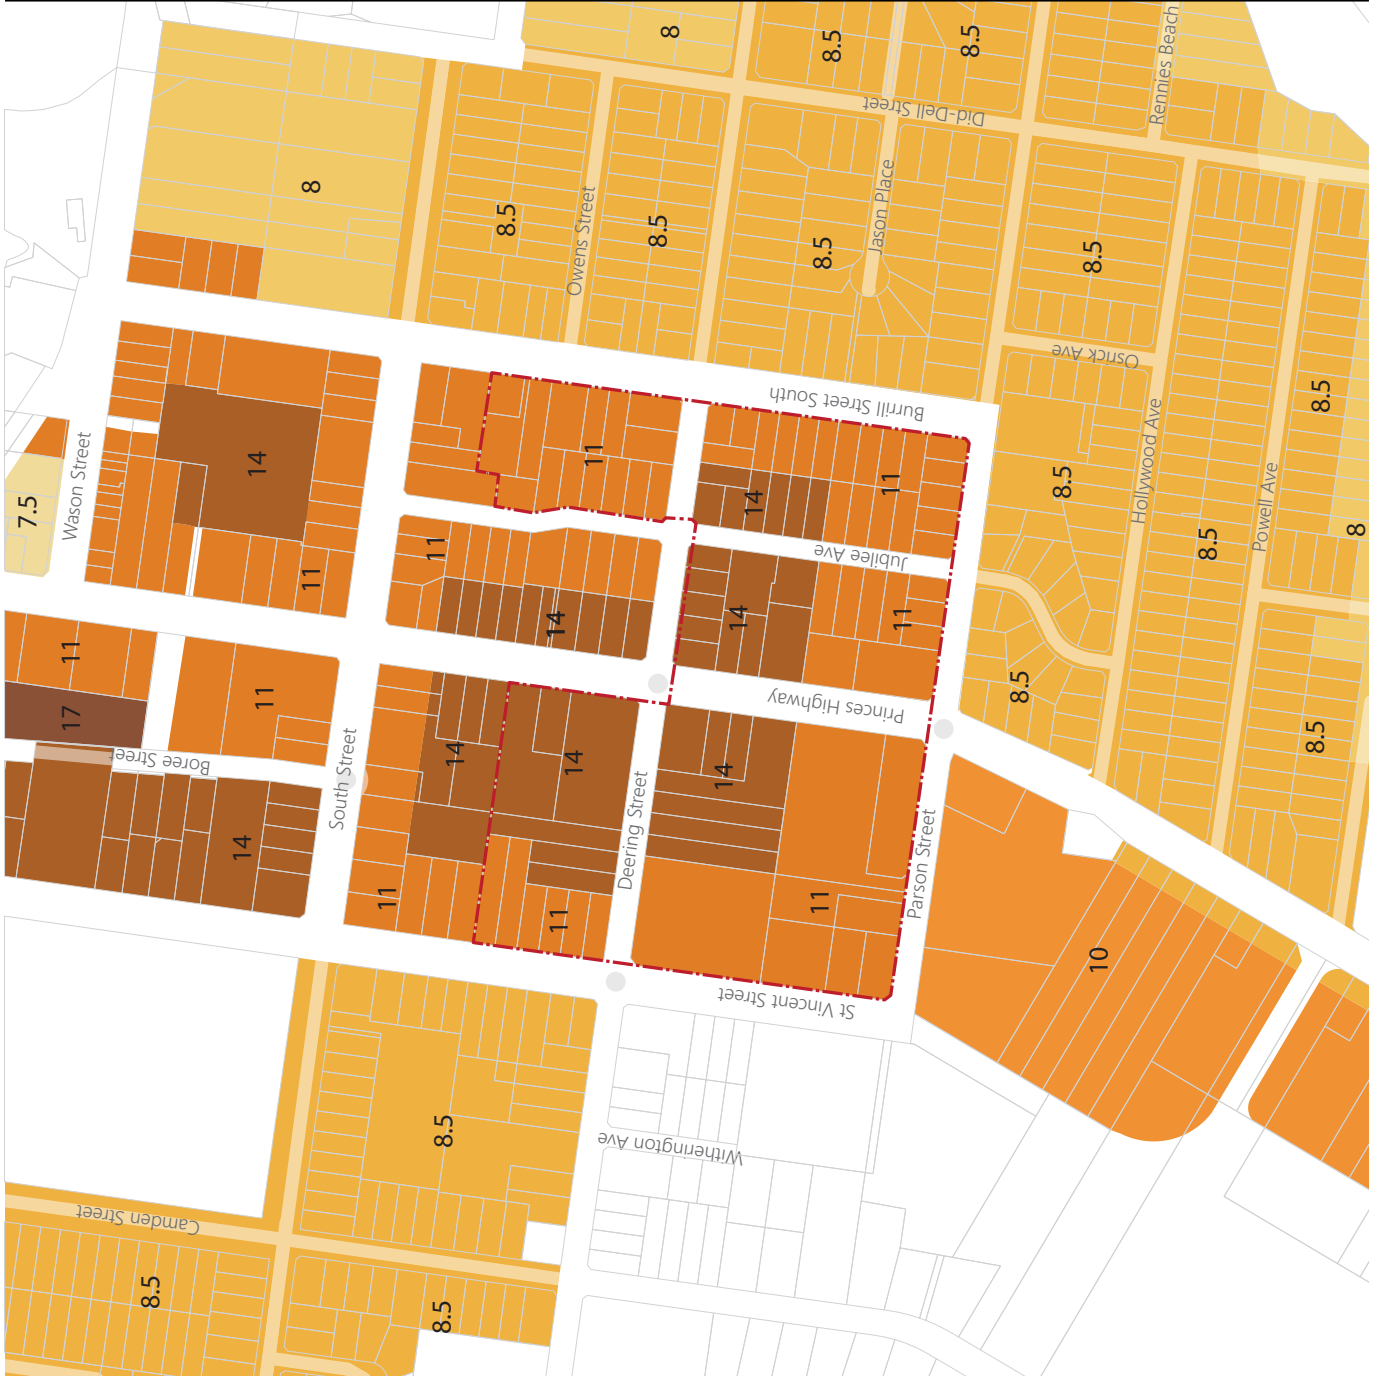 8
8.5
8.5
Rennies Beach
Did-Dell Street
8
8.5
Owens Street
8.5
8.5
Jason Place
8.5
Osrick Ave
Burrill Street South
8.5
Hollywood Ave
Powell Ave
8.5
8.5
8
7.5
Wason Street
14
11
11
14
11
11
14
Jubilee Ave
14
11
11
14
11
17
11
Boree Street
South Street
14
14
14
Princes Highway
8.5
8.5
14
11
11
Deering Street
11
Parson Street
10
St Vincent Street
8.5
Witherington Ave
Camden Street
8.5
8.5